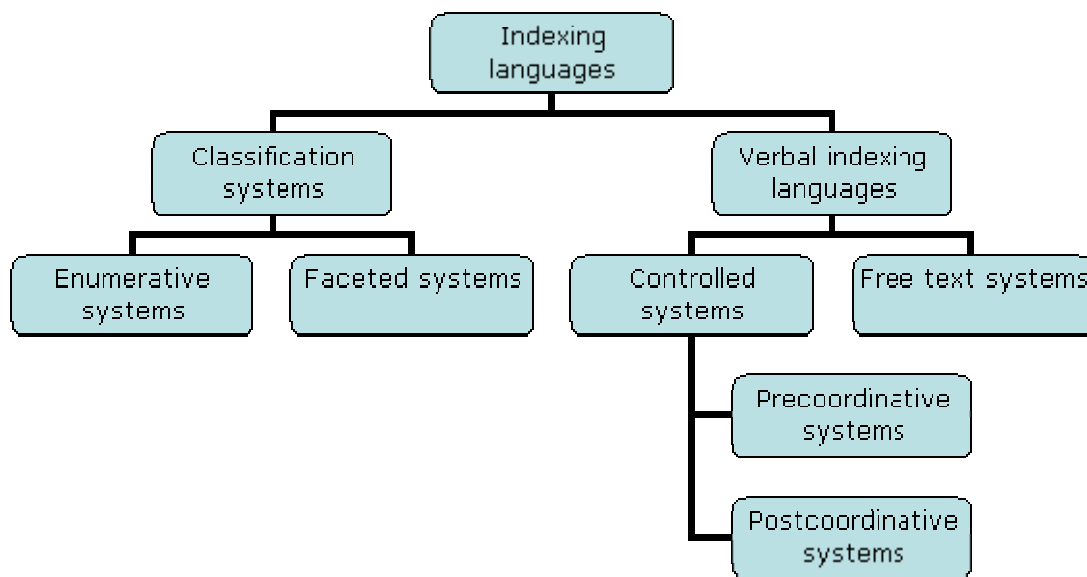 Indexing
languages
Classification
systems
Verbal indexing
languages
Enumerative
systems
Faceted systems
Controlled
systems
Free text systems
Precoordinative
systems
Postcoordinative
systems